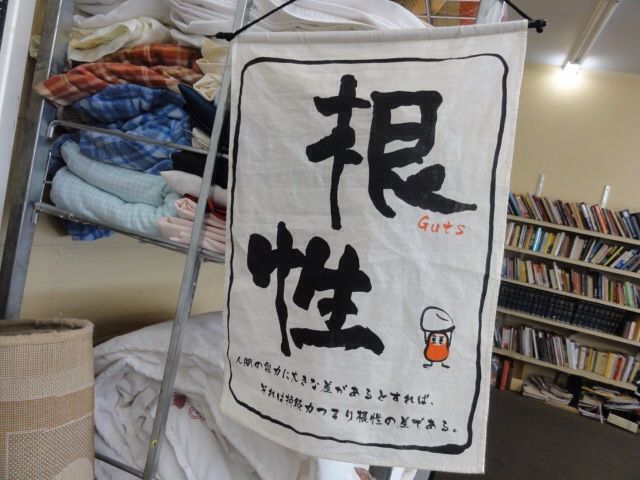 根
性
Guts
人間の能力に大きな差があるとすれば、
それは持続力つまり根性の差である。